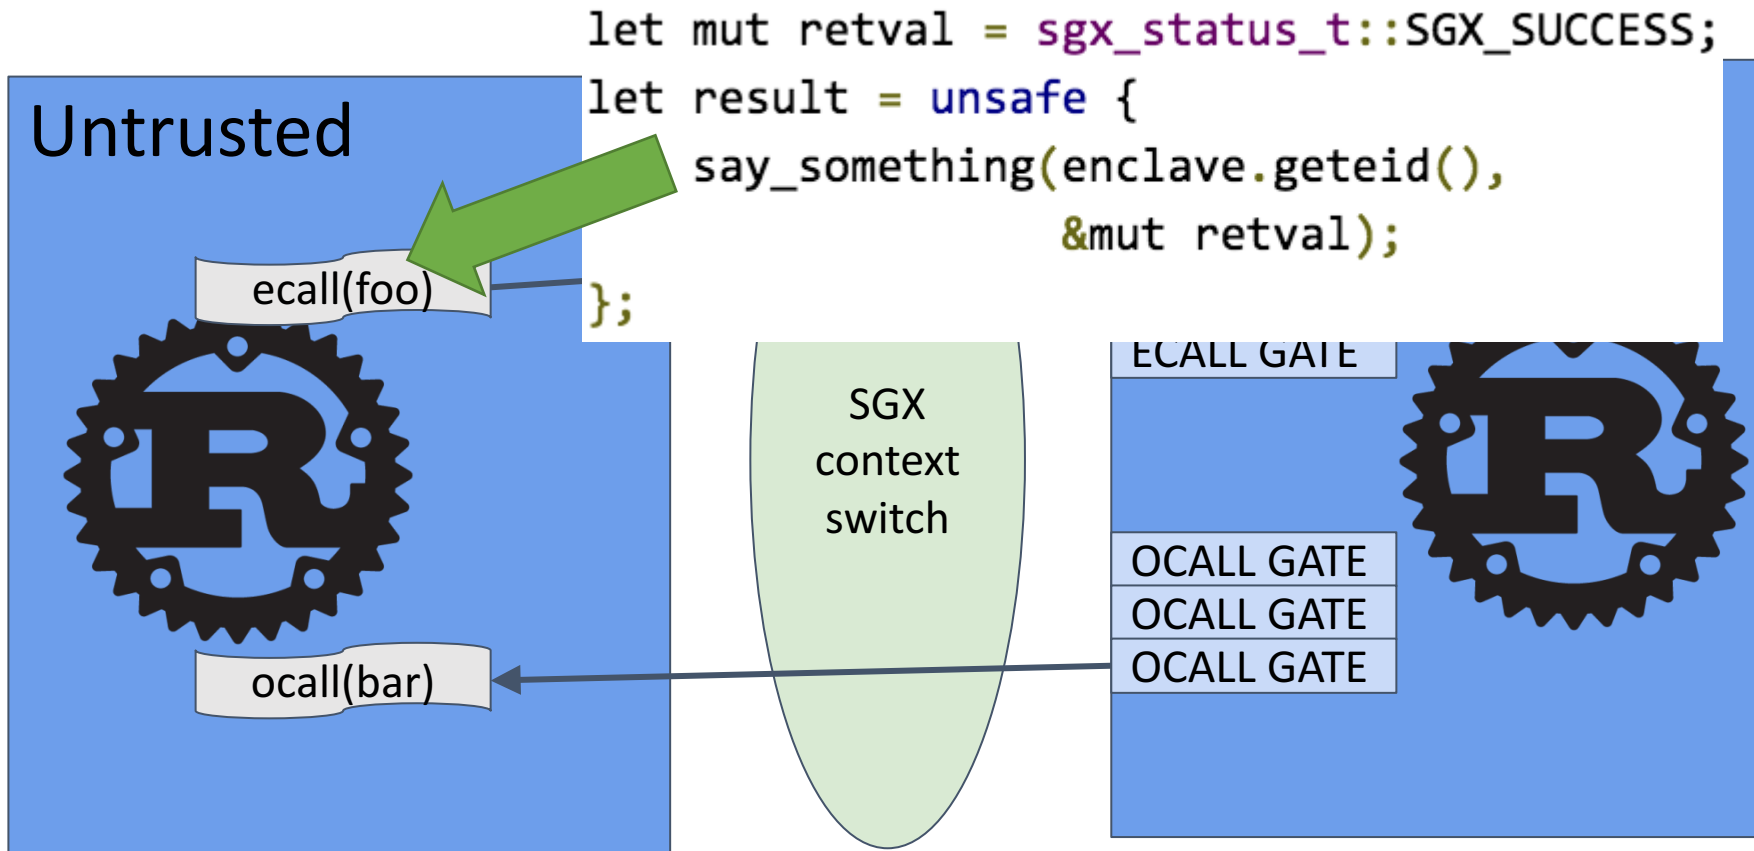 let mut retval = sgx_status_t::SGX_SUCCESS;
let result = unsafe {
say_something(enclave.geteid(),
&mut retval);
};
Untrusted
ecall(foo)
ECALL GATE
SGX
context
switch
OCALL GATE
OCALL GATE
OCALL GATE
ocall(bar)
R
R